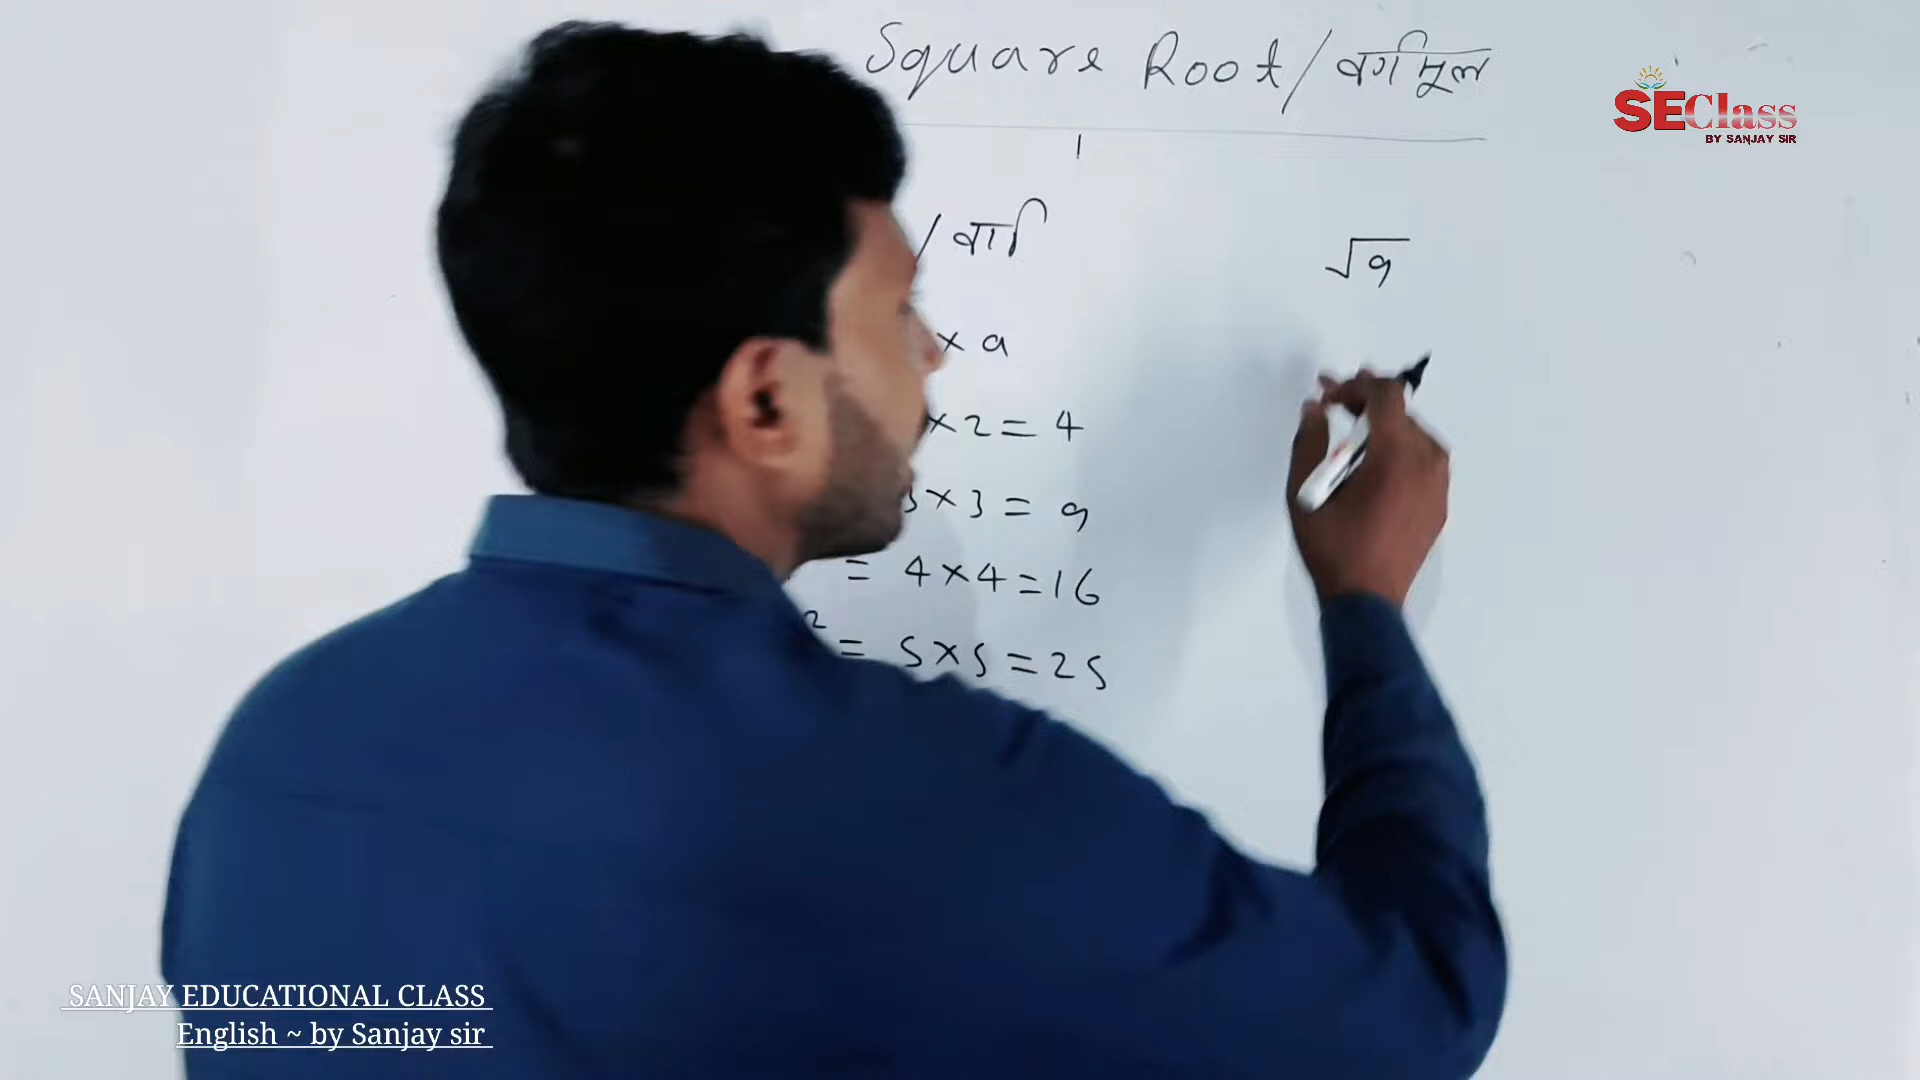 Square Root/वर्गमूल
SEClass
BY SANJAY SIR
/वर्ग
√9
× a
× 2 = 4
3 × 3 = 9
= 4 × 4 = 16
² = 5 × 5 = 25
SANJAY EDUCATIONAL CLASS
English ~ by Sanjay sir